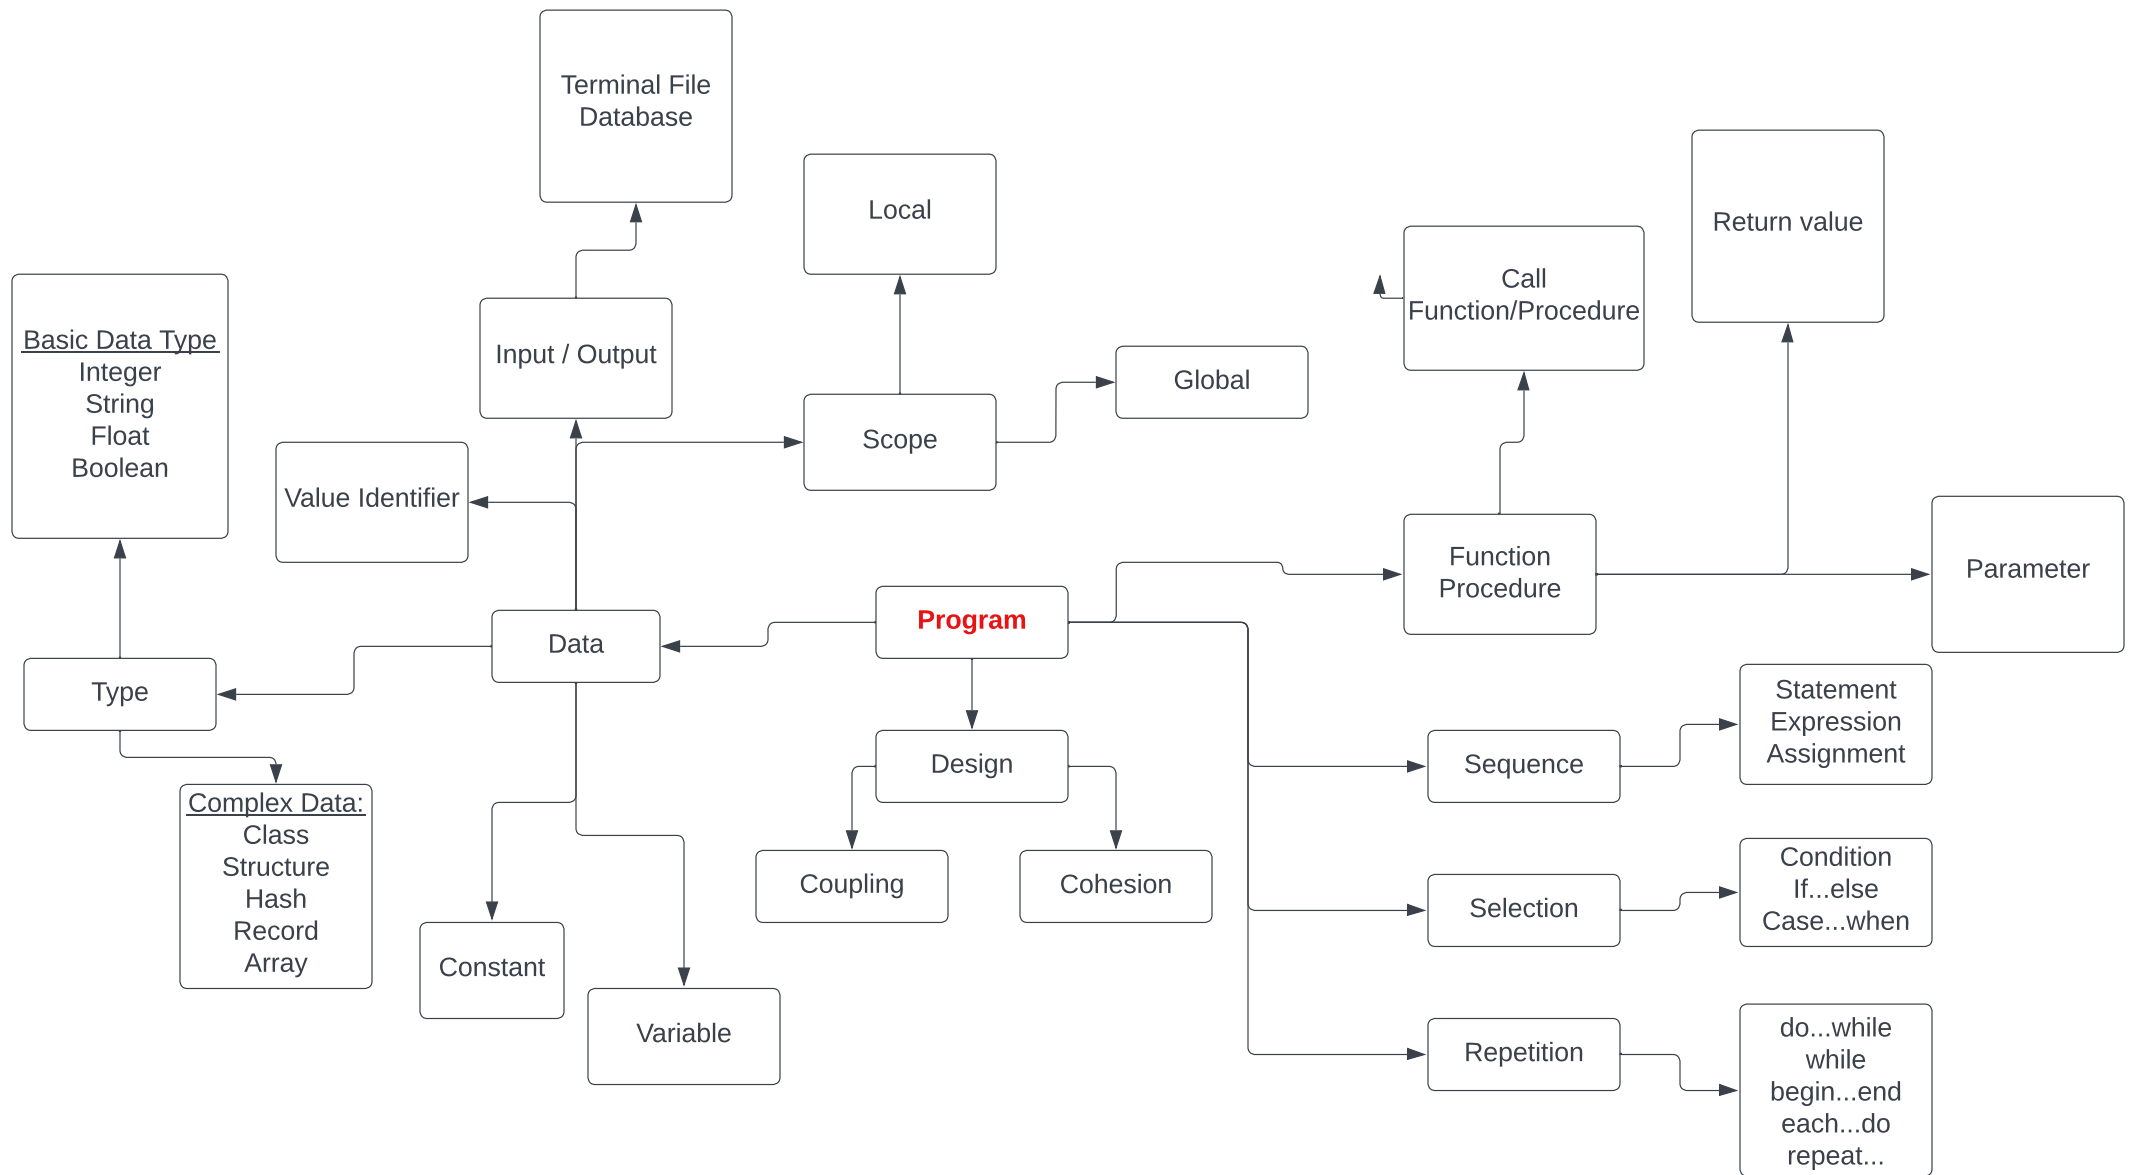 Terminal File
Database
Local
Return value
Call
Function/Procedure
Basic Data Type
Integer
String
Float
Boolean
Input / Output
Global
Scope
Value Identifier
Function
Procedure
Parameter
Program
Data
Type
Design
Sequence
Statement
Expression
Assignment
Complex Data:
Class
Structure
Hash
Record
Array
Coupling
Cohesion
Selection
Condition
If...else
Case...when
Constant
Variable
Repetition
do...while
while
begin...end
each...do
repeat...